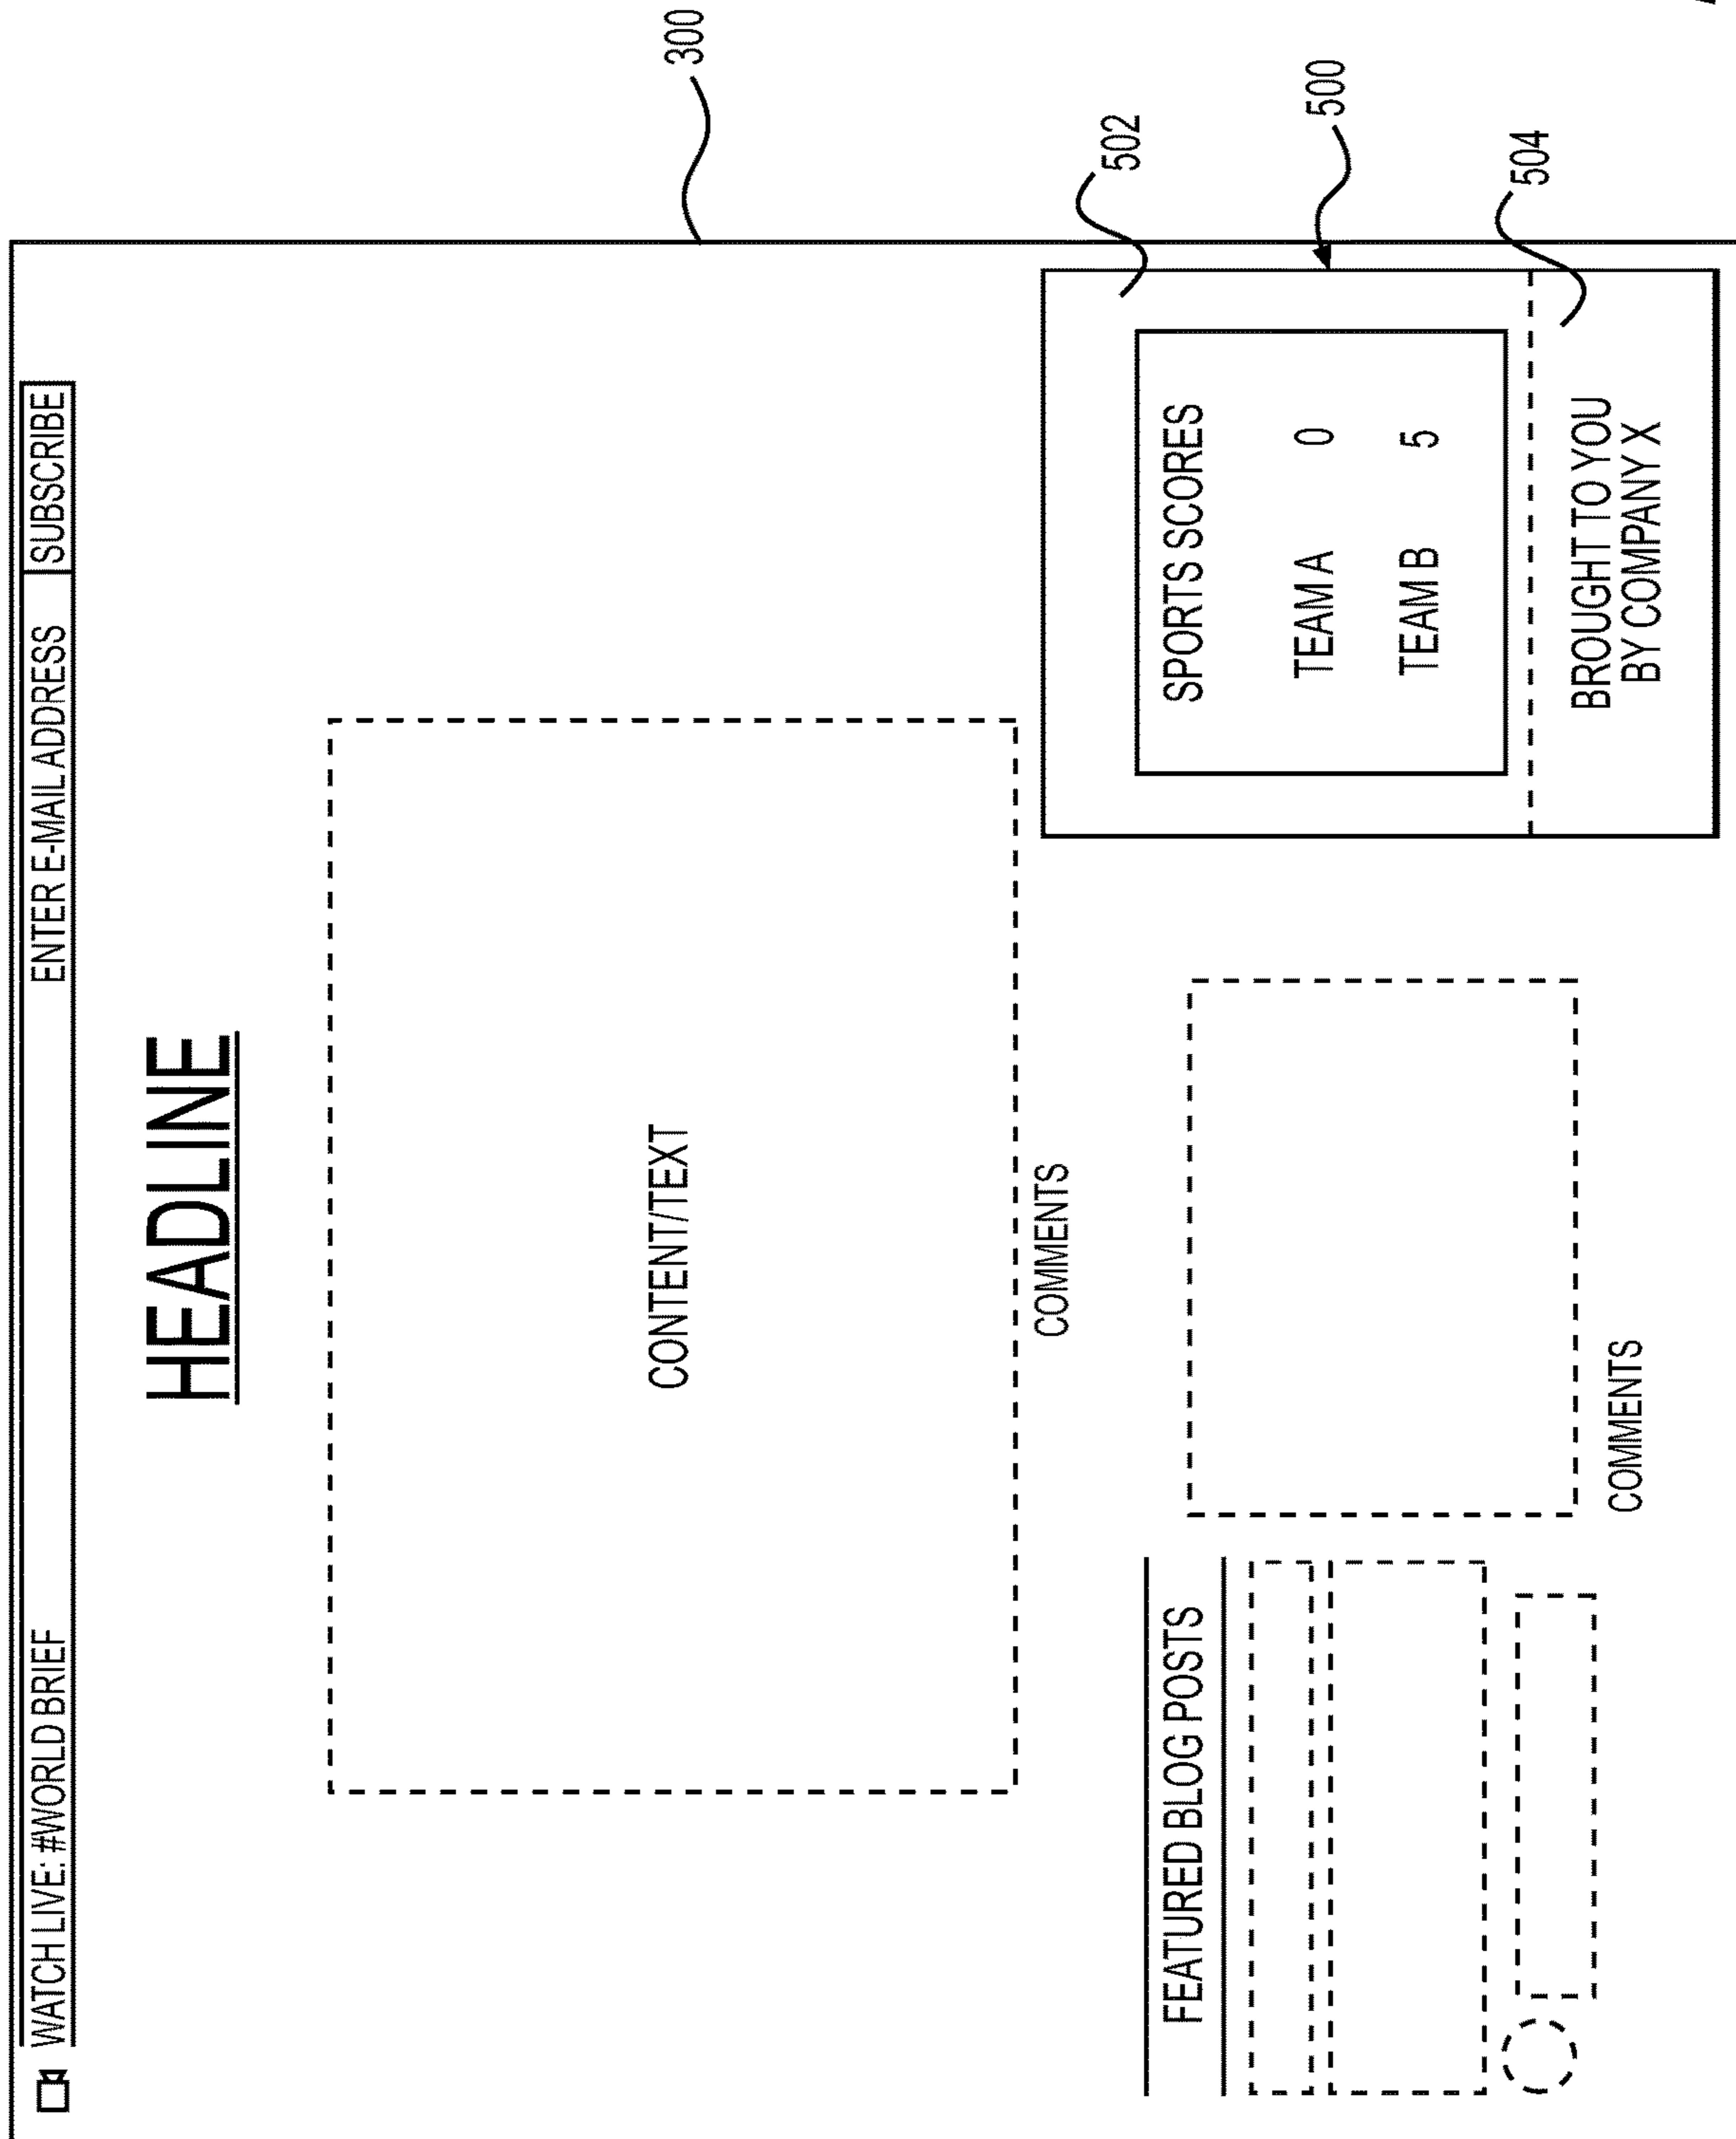 WATCH LIVE: #WORLD BRIEF
ENTER E-MAIL ADDRESS
SUBSCRIBE
HEADLINE
300
CONTENT/TEXT
COMMENTS
FEATURED BLOG POSTS
COMMENTS
502
SPORTS SCORES
TEAM A 0
TEAM B 5
500
504
BROUGHT TO YOU
BY COMPANY X